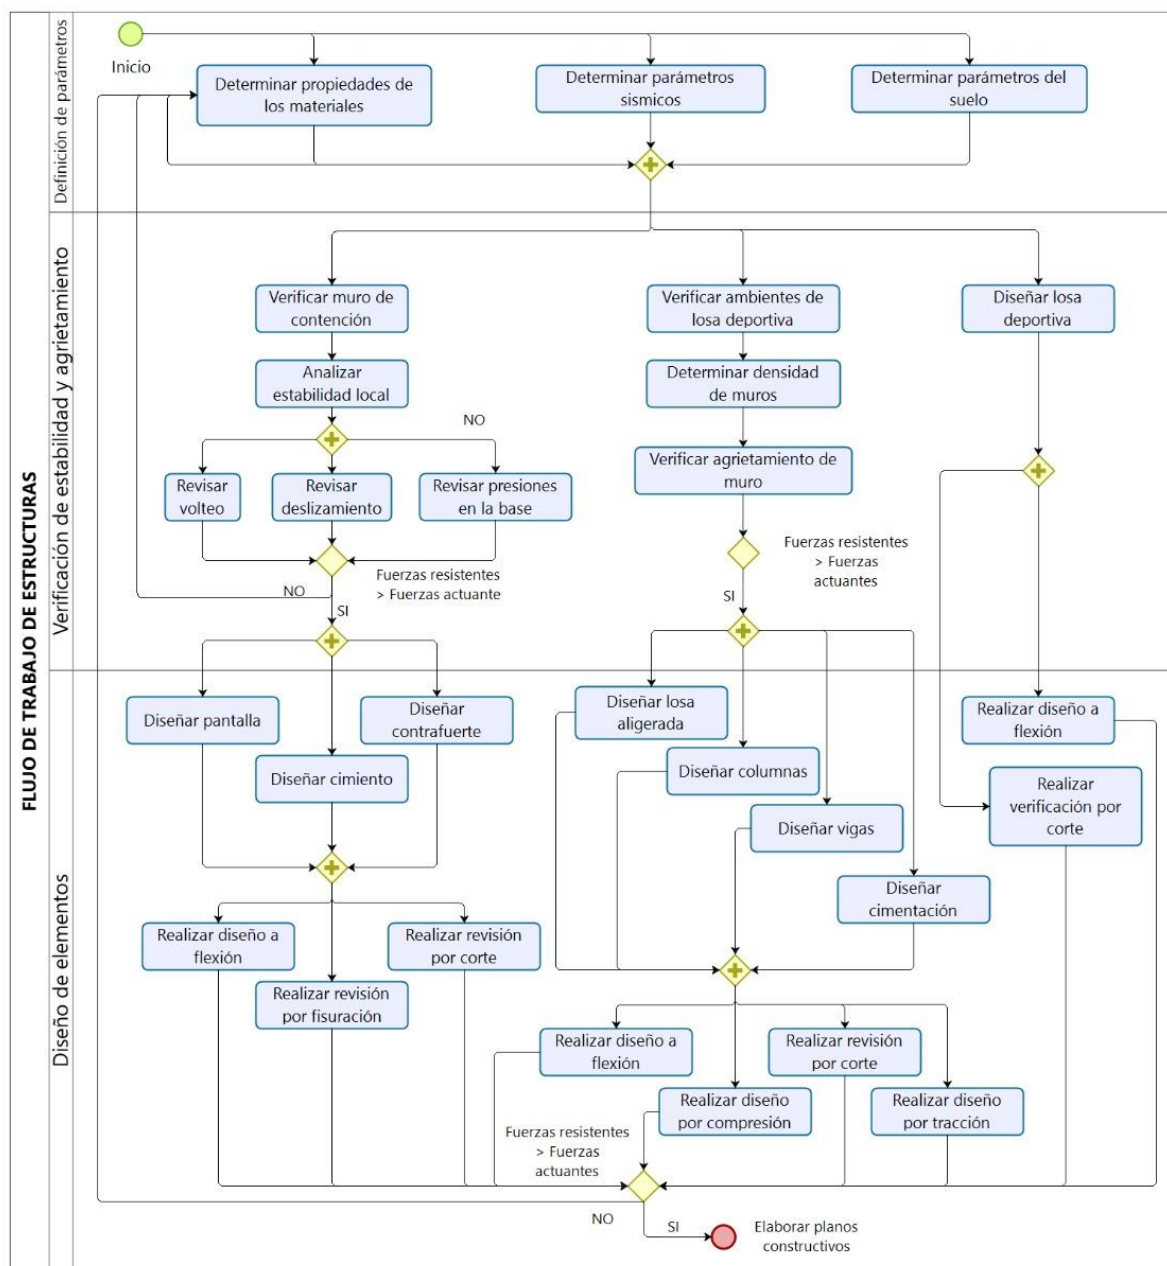 FLUJO DE TRABAJO DE ESTRUCTURAS
Definición de parámetros
Inicio
Determinar propiedades de
los materiales
Determinar parámetros
sismicos
Determinar parámetros del
suelo
Verificación de estabilidad y agrietamiento
Verificar muro de
contención
Verificar ambientes de
losa deportiva
Diseñar losa
deportiva
Analizar
estabilidad local
Determinar densidad
de muros
NO
Verificar agrietamiento de
muro
Revisar
volteo
Revisar
deslizamiento
Revisar presiones
en la base
Fuerzas resistentes
> Fuerzas
actuantes
Fuerzas resistentes
> Fuerzas actuante
NO
SI
SI
Diseño de elementos
Diseñar pantalla
Diseñar
contrafuerte
Diseñar cimiento
Diseñar losa
aligerada
Diseñar columnas
Diseñar vigas
Diseñar
cimentación
Realizar diseño a
flexión
Realizar
verificación por
corte
Realizar diseño a
flexión
Realizar revisión
por corte
Realizar revisión
por fisuración
Realizar diseño a
flexión
Realizar revisión
por corte
Realizar diseño
por compresión
Realizar diseño
por tracción
Fuerzas resistentes
> Fuerzas
actuantes
NO
SI
Elaborar planos
constructivos